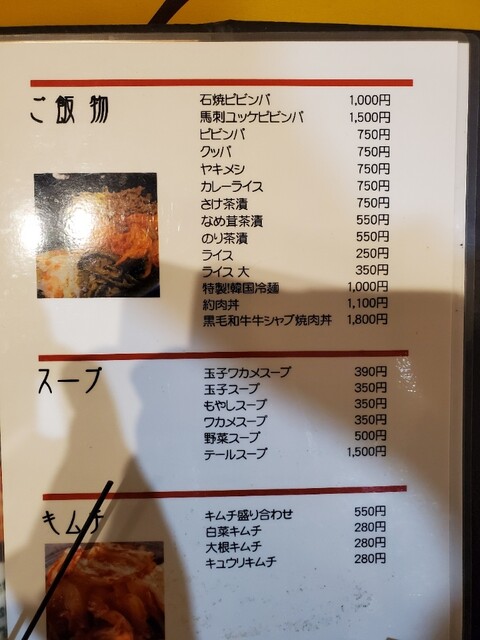 ご飯物
石焼ビビンバ 1,000円
馬刺ユッケビビンバ 1,500円
ビビンバ 750円
クッパ 750円
ヤキメシ 750円
カレーライス 750円
さけ茶漬 750円
なめ茸茶漬 550円
のり茶漬 550円
ライス 250円
ライス 大 350円
特製!韓国冷麺 1,000円
約肉丼 1,100円
黒毛和牛牛シャブ焼肉丼 1,800円
スープ
玉子ワカメスープ 390円
玉子スープ 350円
もやしスープ 350円
ワカメスープ 350円
野菜スープ 500円
テールスープ 1,500円
キムチ
キムチ盛り合わせ 550円
白菜キムチ 280円
大根キムチ 280円
キュウリキムチ 280円